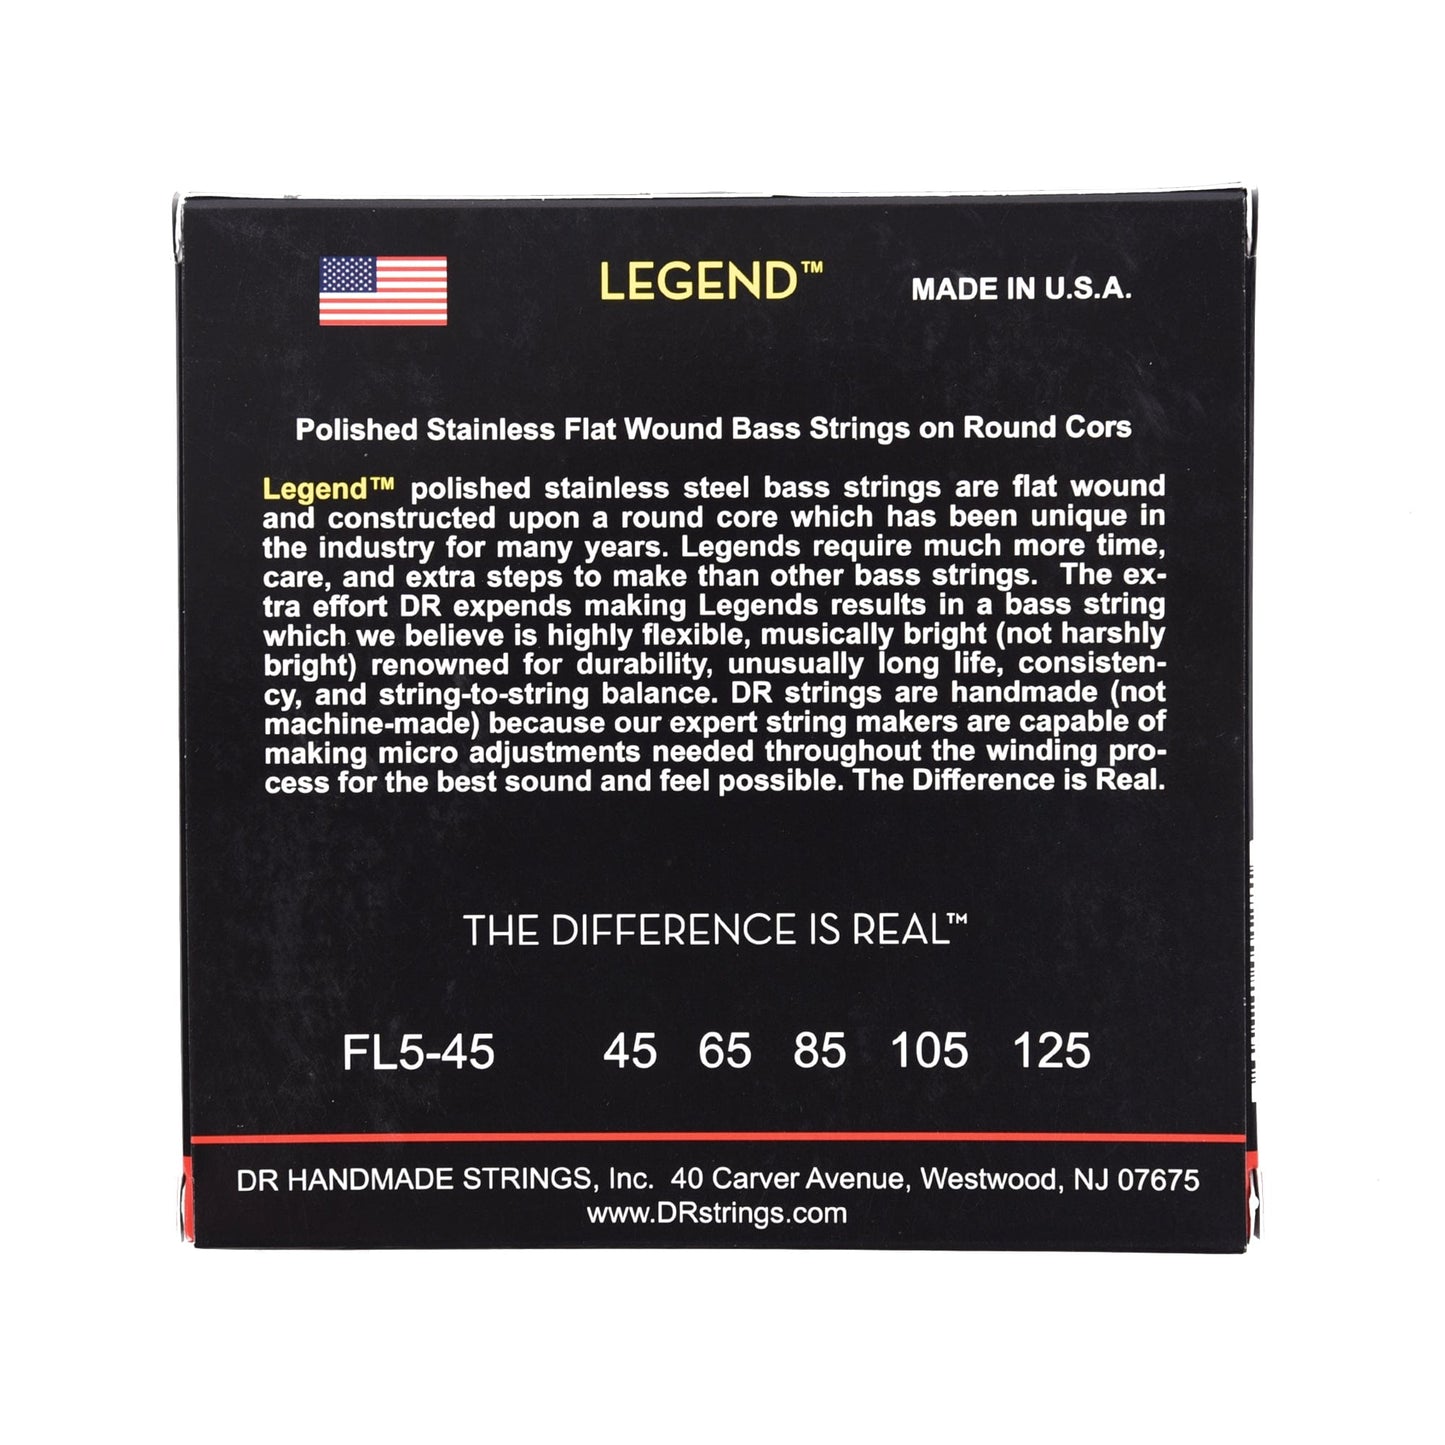 LEGEND™
MADE IN U.S.A.
Polished Stainless Flat Wound Bass Strings on Round Cors
Legend™ polished stainless steel bass strings are flat wound
and constructed upon a round core which has been unique in
the industry for many years. Legends require much more time,
care, and extra steps to make than other bass strings. The ex-
tra effort DR expends making Legends results in a bass string
which we believe is highly flexible, musically bright (not harshly
bright) renowned for durability, unusually long life, consisten-
cy, and string-to-string balance. DR strings are handmade (not
machine-made) because our expert string makers are capable of
making micro adjustments needed throughout the winding pro-
cess for the best sound and feel possible. The Difference is Real.
THE DIFFERENCE IS REAL™
FL5-45 45 65 85 105 125
DR HANDMADE STRINGS, Inc. 40 Carver Avenue, Westwood, NJ 07675
www.DRstrings.com